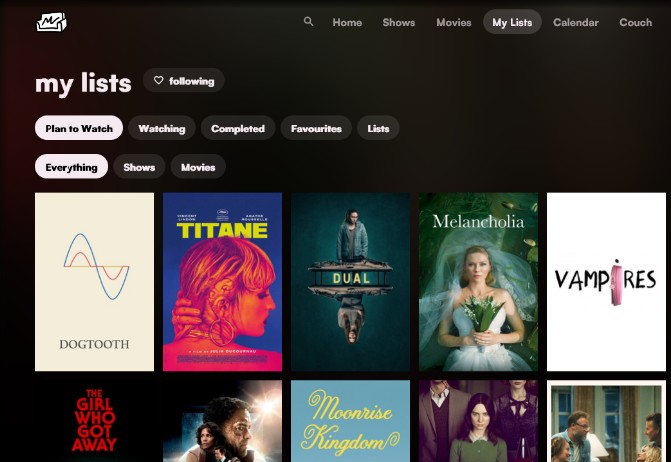 Home Shows Movies My Lists Calendar Couch
my lists following
Plan to Watch Watching Completed Favourites Lists
Everything Shows Movies
DOGTOOTH
VINCENT LINDON AGATHE ROUSSELLE
TITANE
A FILM BY JULIA DUCOURNAU
DUAL
Melancholia
VAMPIRES
THE
GIRL
WHO
GOT
AWAY
Moonrise
Kingdom